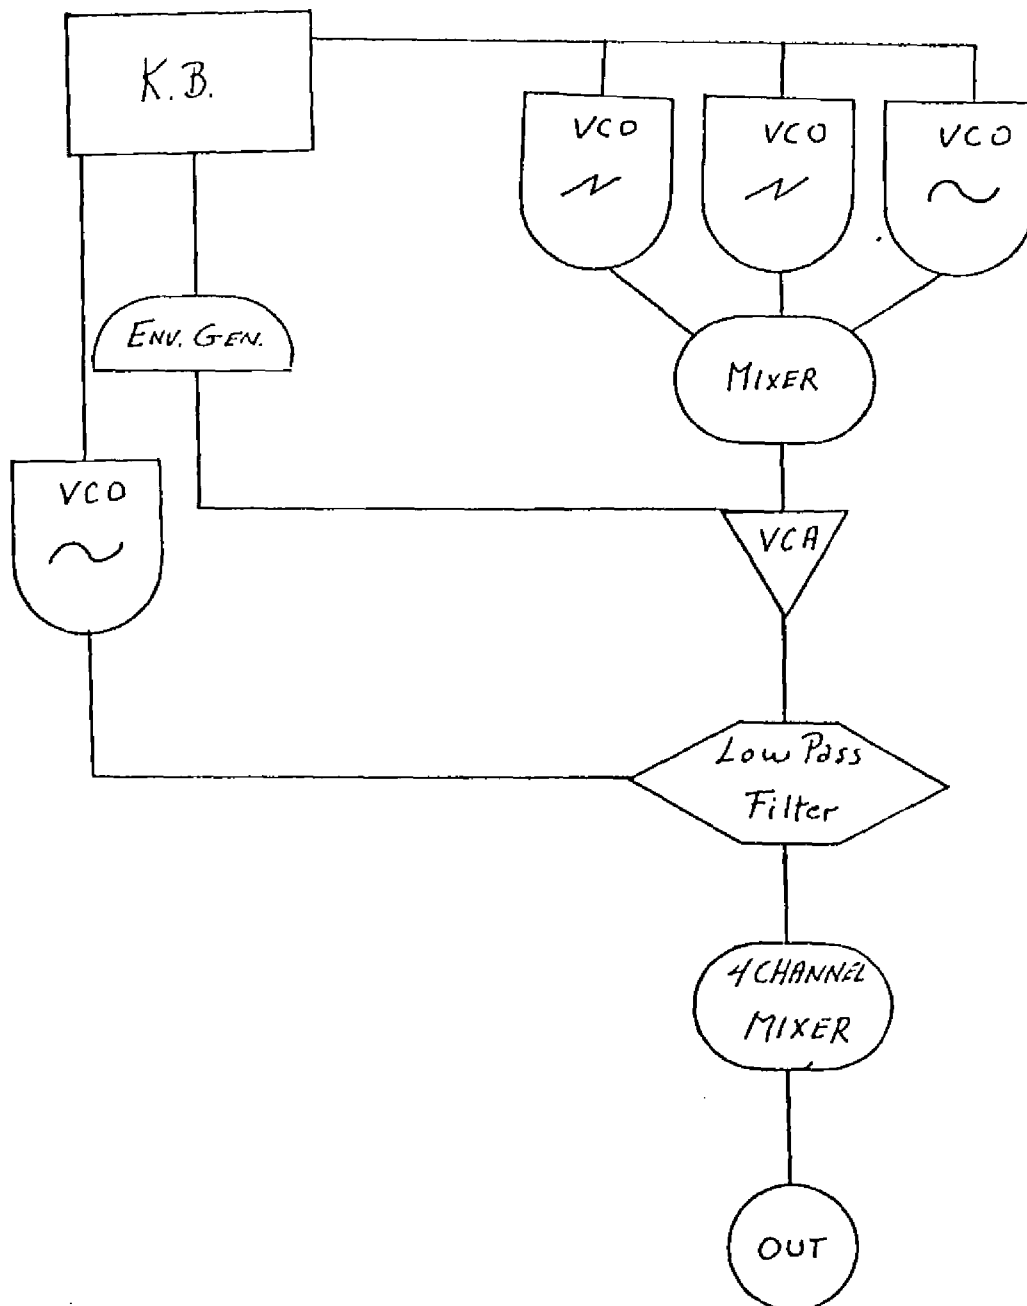 K.B.
VCO
VCO
VCO
ENV. GEN.
MIXER
VCO
VCA
Low Pass
Filter
4 CHANNEL
MIXER
OUT